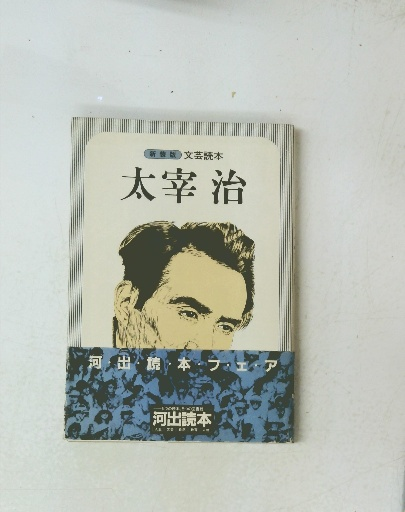 新装版 文芸読本
太宰 治
河・出・読・本・フ・ェ・ア
河出読本